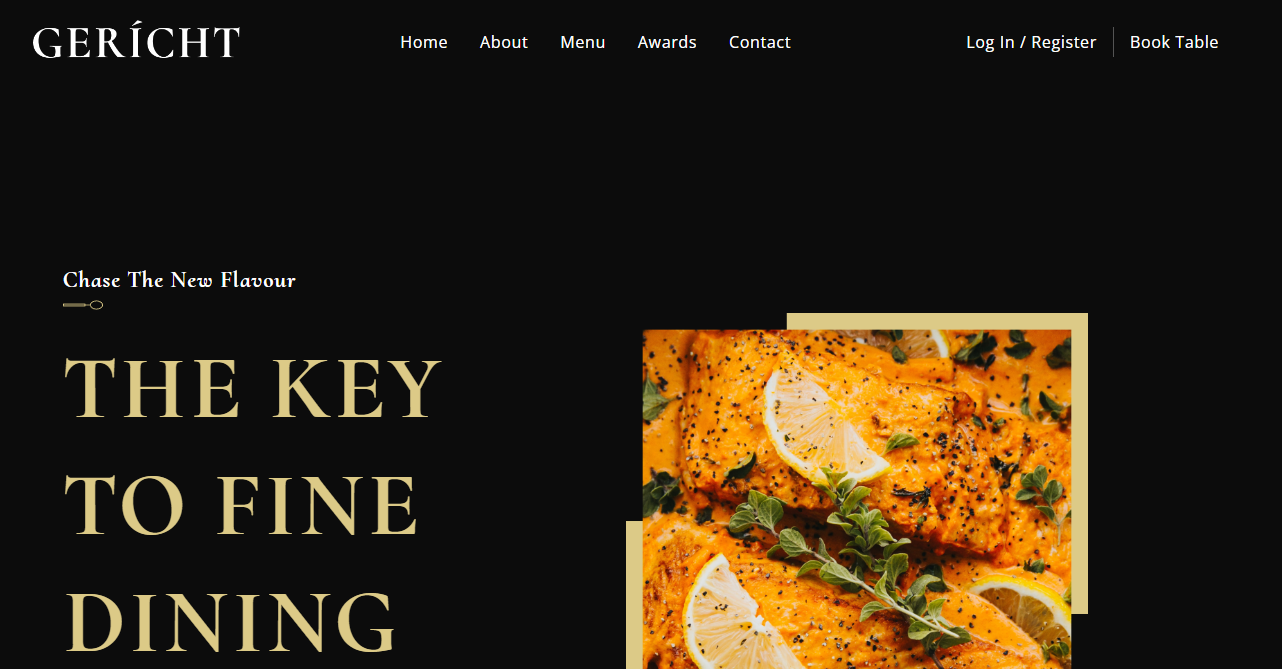 GERÍCHT
Home About Menu Awards Contact
Log In / Register Book Table
Chase The New Flavour
THE KEY
TO FINE
DINING